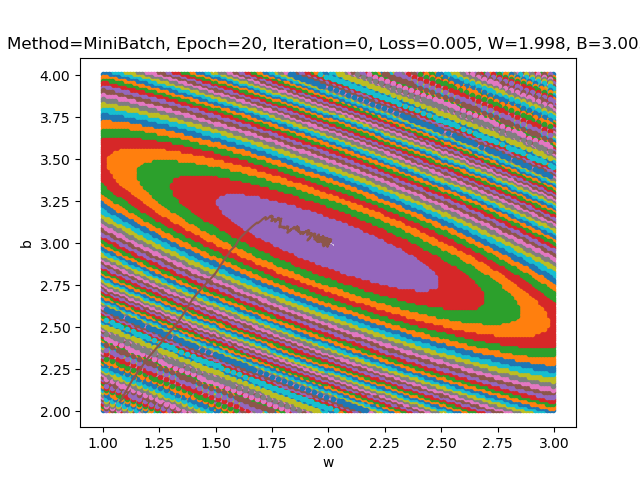 Method=MiniBatch, Epoch=20, Iteration=0, Loss=0.005, W=1.998, B=3.00
4.00
3.75
3.50
3.25
3.00
2.75
2.50
2.25
2.00
b
1.00 1.25 1.50 1.75 2.00 2.25 2.50 2.75 3.00
w